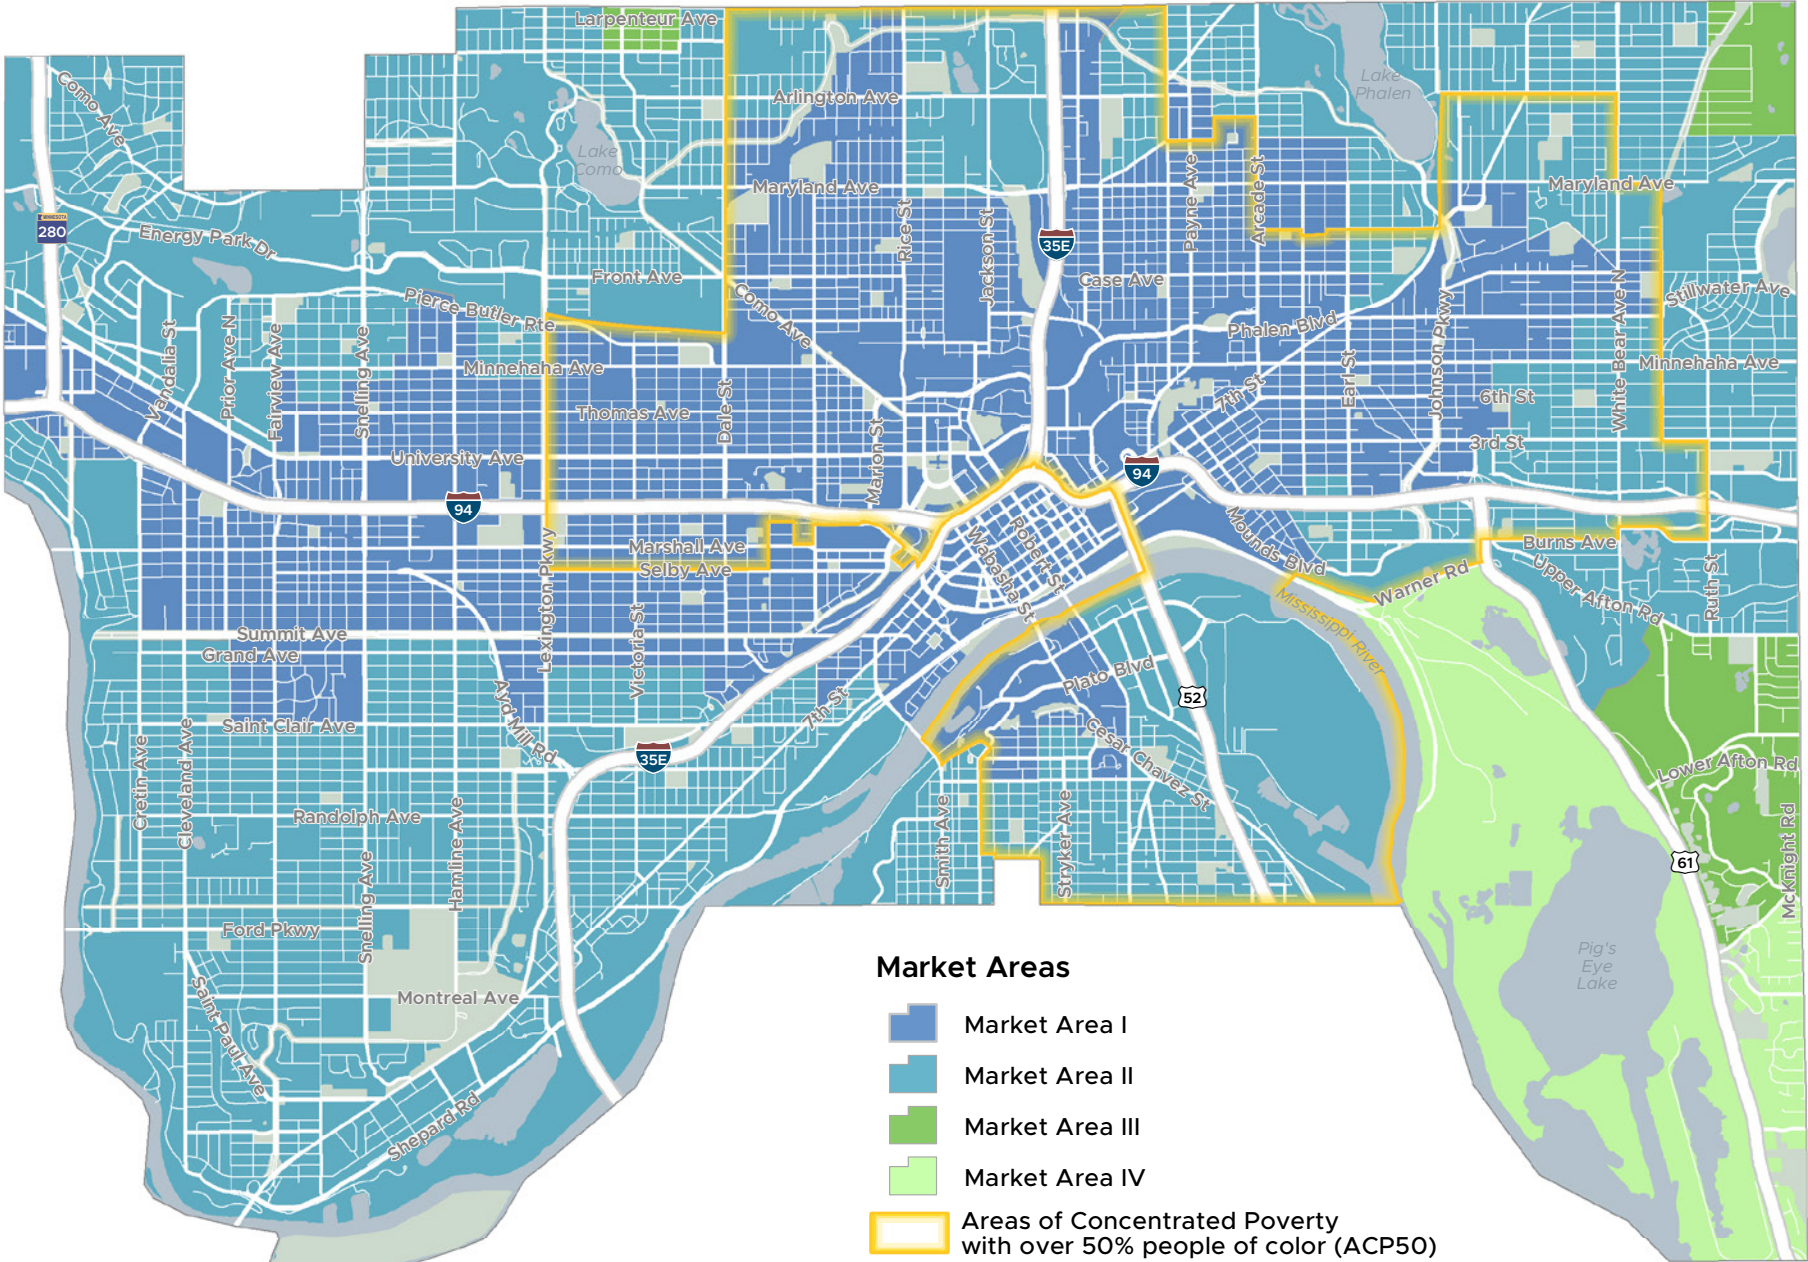 Larpenteur Ave
Como Ave
Lake
Phalen
Arlington Ave
Lake
Como
Maryland Ave
Maryland Ave
Payne Ave
Arcade St
Rice St
Jackson St
MINNESOTA
280
Energy Park Dr
35E
Front Ave
Case Ave
Pierce Butler Rte
Como Ave
Stillwater Ave
Phalen Blvd
Johnson Pkwy
White Bear Ave N
Vandalia St
Prior Ave N
Fairview Ave
Snelling Ave
Minnehaha Ave
Minnehaha Ave
Earl St
7th St
6th St
Thomas Ave
Dale St
Marion St
3rd St
University Ave
94
94
Lexington Pkwy
Marshall Ave
Selby Ave
Robert St
Wabasha St
Mounds Blvd
Burns Ave
Warner Rd
Upper Afton Rd
Ruth St
Mississippi River
Summit Ave
Grand Ave
Victoria St
Plato Blvd
52
Ayd Mill Rd
7th St
Saint Clair Ave
Cesar Chavez St
35E
Cretin Ave
Cleveland Ave
Lower Afton Rd
Randolph Ave
Hamline Ave
Smith Ave
Stryker Ave
McKnight Rd
61
Snelling Ave
Ford Pkwy
Pig's
Eye
Lake
Montreal Ave
Saint Paul Ave
Shepard Rd
Market Areas
Market Area I
Market Area II
Market Area III
Market Area IV
Areas of Concentrated Poverty
with over 50% people of color (ACP50)